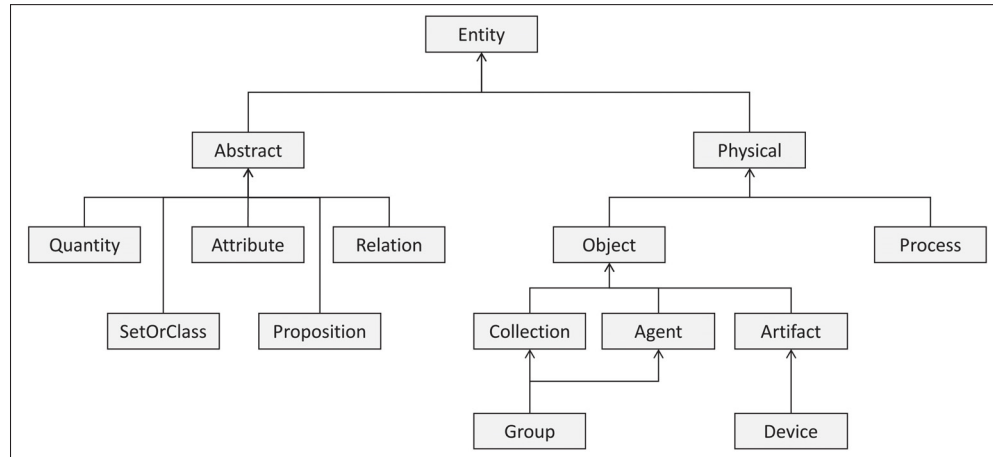 Entity
Abstract
Physical
Quantity
Attribute
Relation
Object
Process
SetOrClass
Proposition
Collection
Agent
Artifact
Group
Device